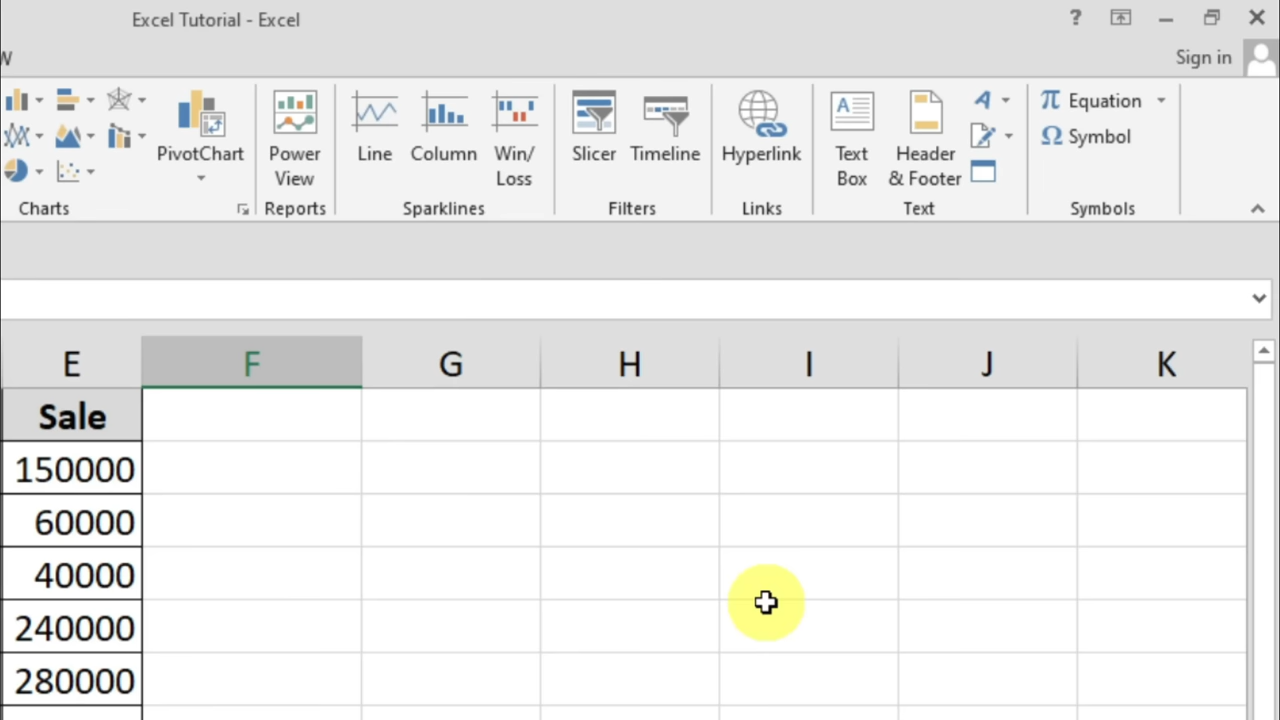 Excel Tutorial - Excel
?
W
Sign in
PivotChart
Power View
Line
Column
Win/ Loss
Slicer
Timeline
Hyperlink
Text Box
Header & Footer
π Equation
Ω Symbol
Charts
Reports
Sparklines
Filters
Links
Text
Symbols
E F G H I J K
Sale
150000
60000
40000
240000
280000